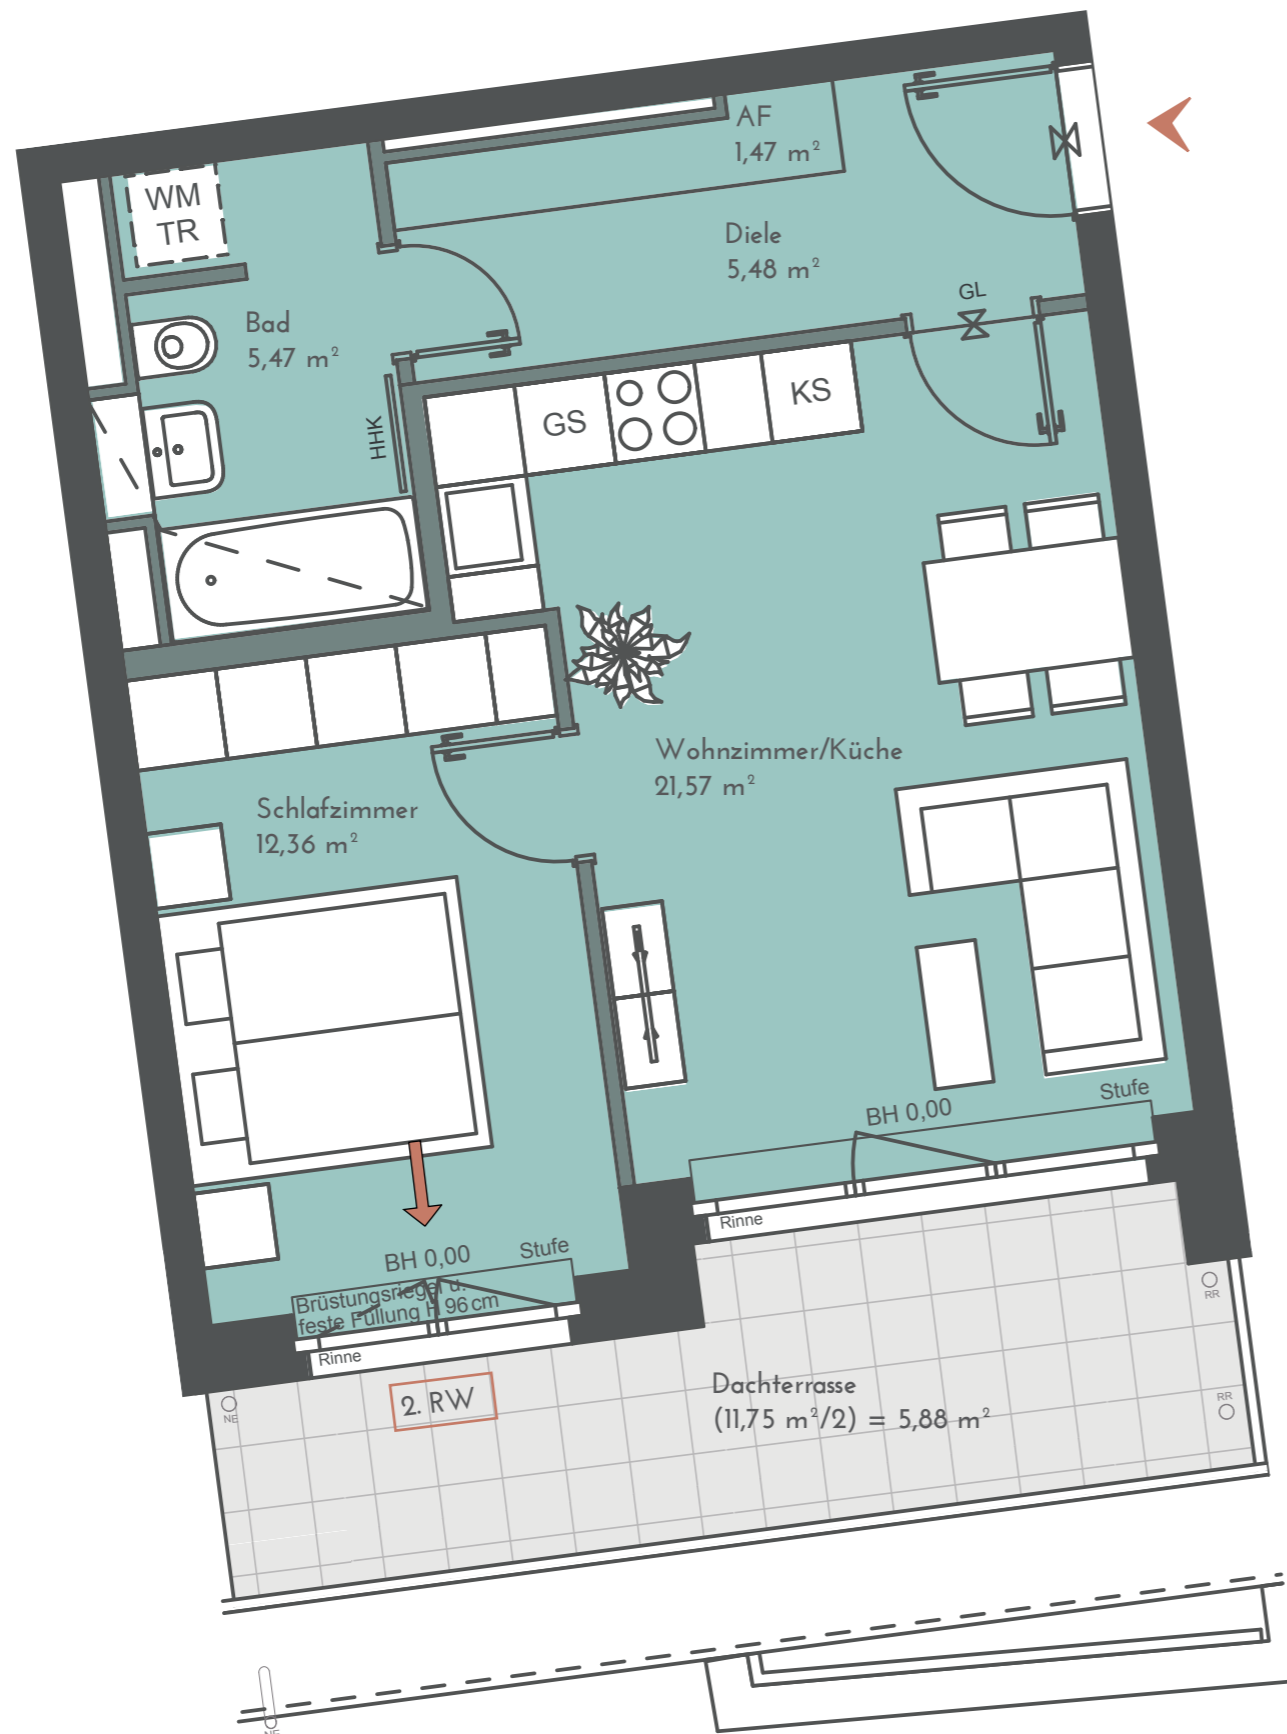 AF
1,47 m²
WM
TR
Diele
5,48 m²
GL
Bad
5,47 m²
HHK
GS
KS
Wohnzimmer/Küche
21,57 m²
Schlafzimmer
12,36 m²
BH 0,00
Stufe
Rinne
BH 0,00
Stufe
Brüstungsriegel u.
feste Füllung H 96 cm
Rinne
RR
RR
NE
2. RW
Dachterrasse
(11,75 m²/2) = 5,88 m²
NE